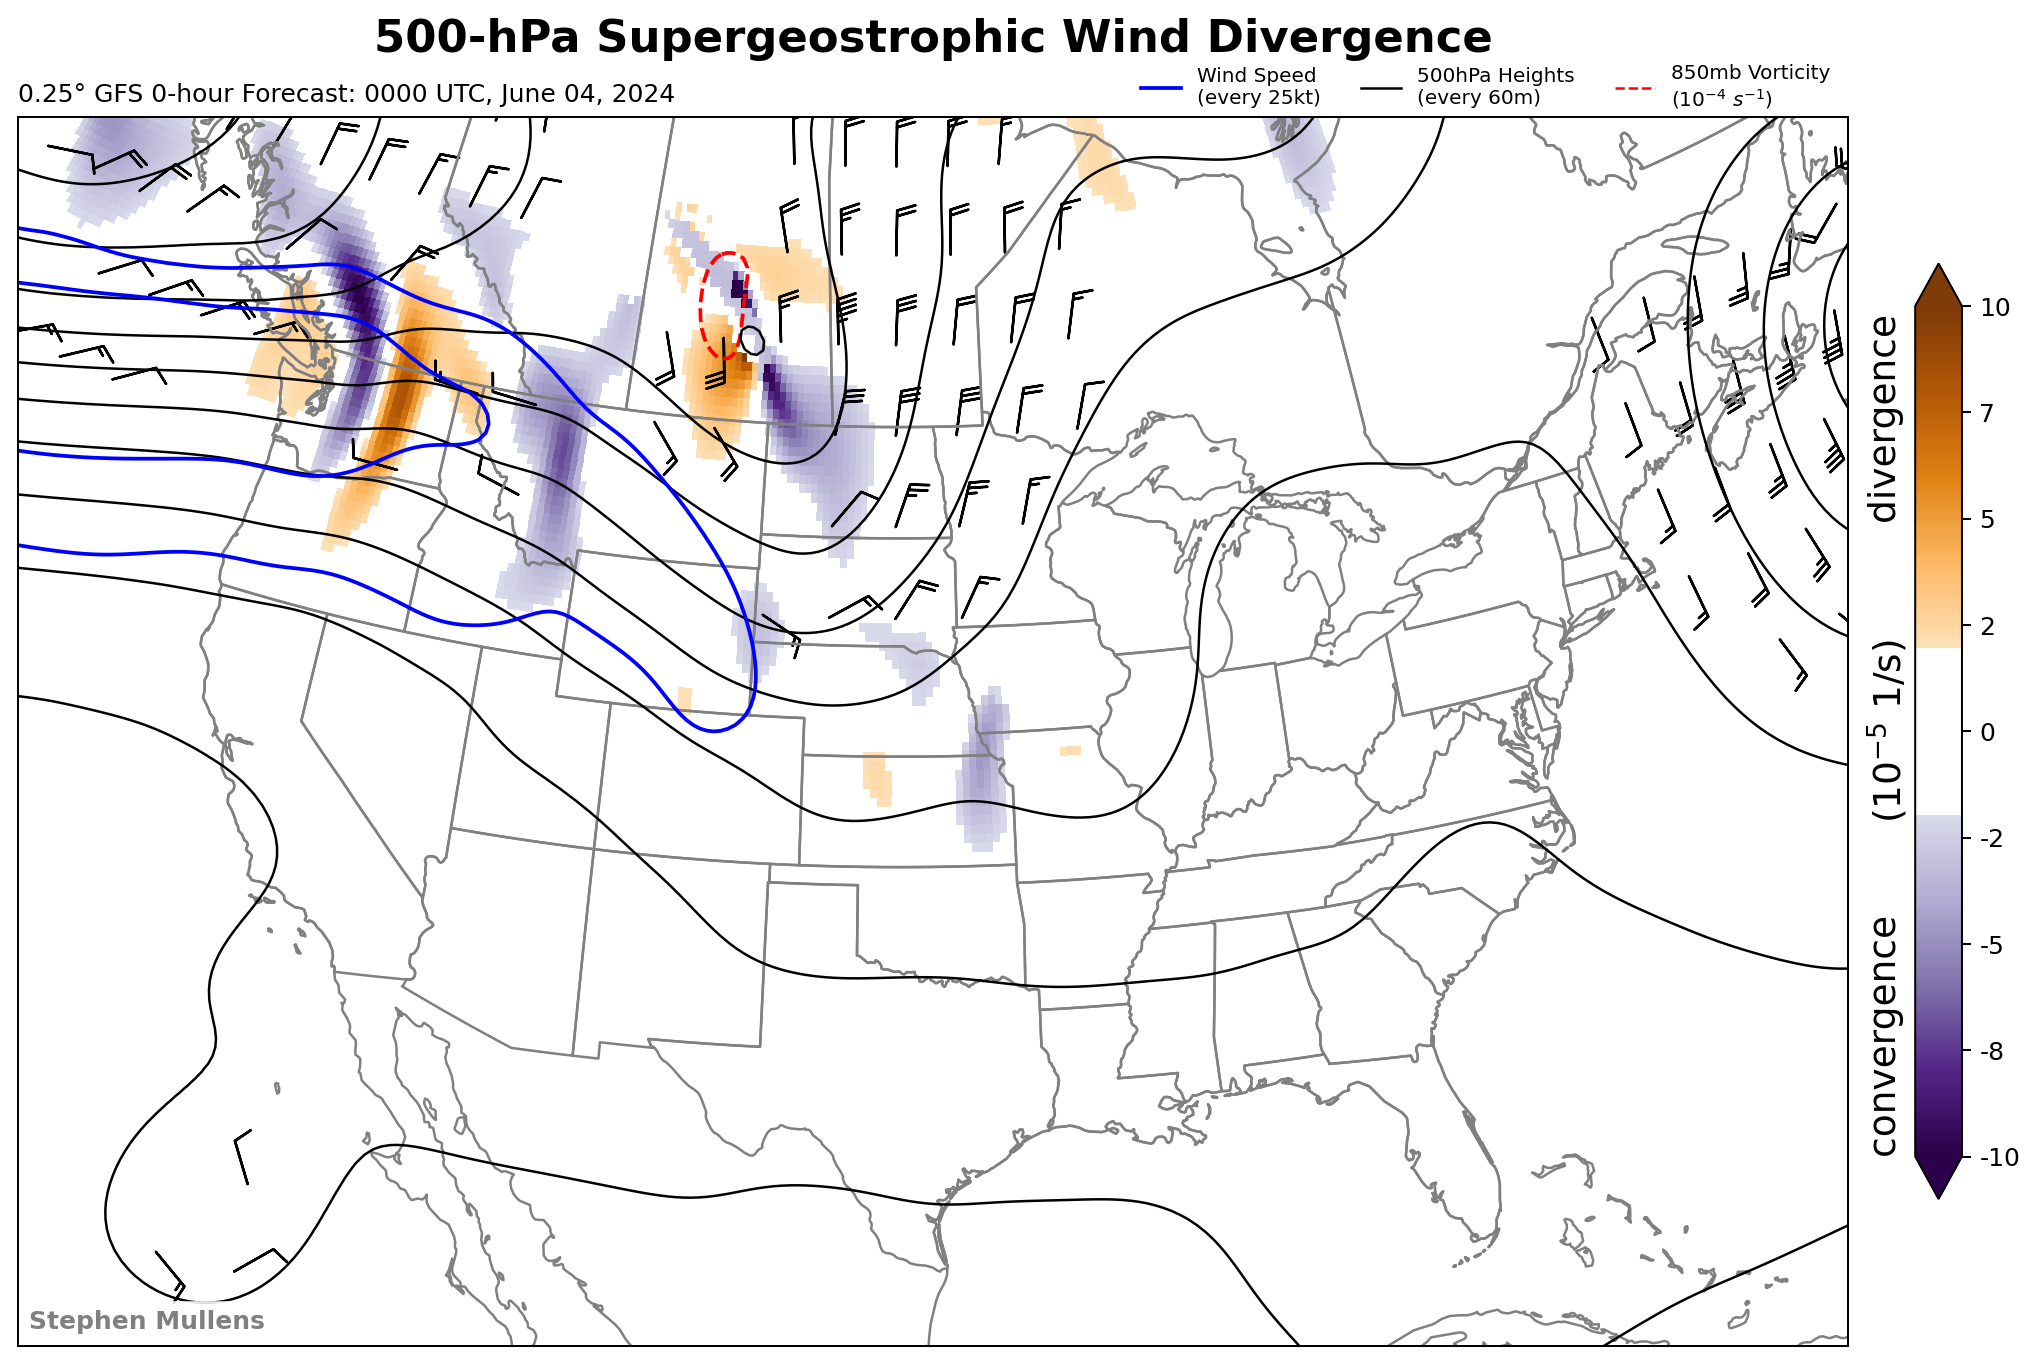 500-hPa Supergeostrophic Wind Divergence
0.25° GFS 0-hour Forecast: 0000 UTC, June 04, 2024
Wind Speed
(every 25kt)
500hPa Heights
(every 60m)
850mb Vorticity
(10⁻⁴ s⁻¹)
10
7
5
2
0
-2
-5
-8
-10
convergence (10⁻⁵ 1/s) divergence
Stephen Mullens